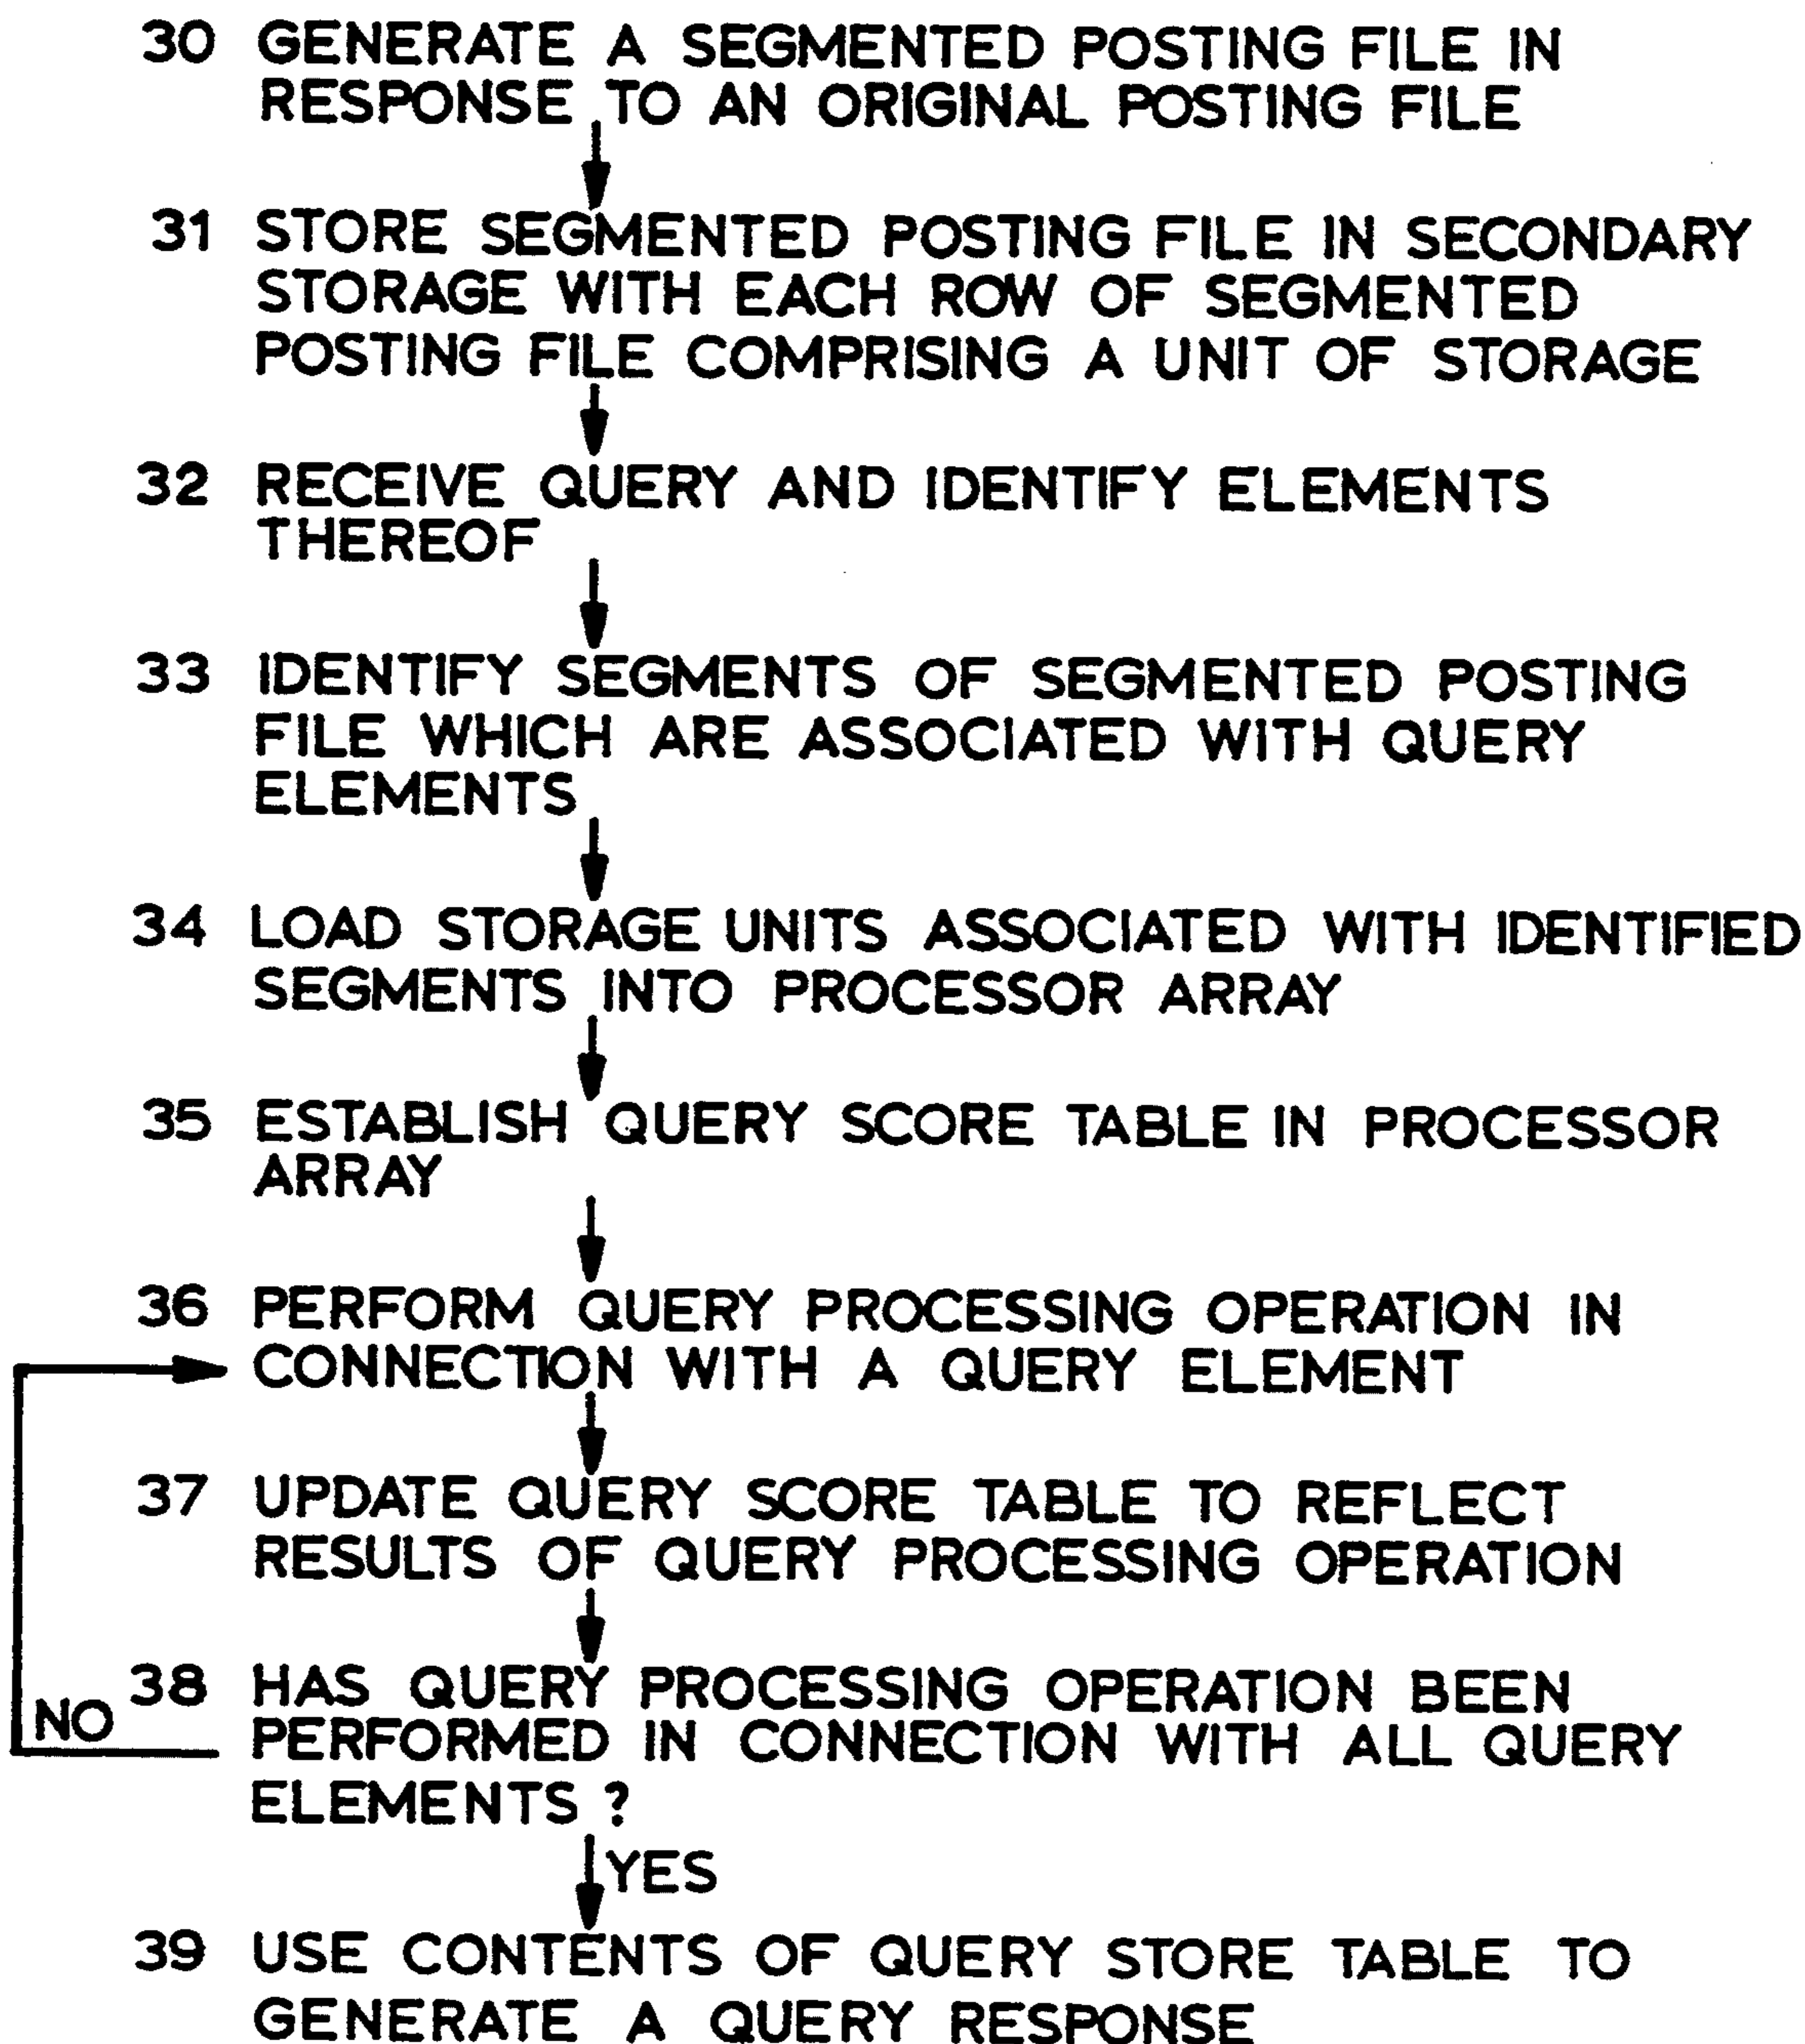 30 GENERATE A SEGMENTED POSTING FILE IN
RESPONSE TO AN ORIGINAL POSTING FILE
31 STORE SEGMENTED POSTING FILE IN SECONDARY
STORAGE WITH EACH ROW OF SEGMENTED
POSTING FILE COMPRISING A UNIT OF STORAGE
32 RECEIVE QUERY AND IDENTIFY ELEMENTS
THEREOF
33 IDENTIFY SEGMENTS OF SEGMENTED POSTING
FILE WHICH ARE ASSOCIATED WITH QUERY
ELEMENTS
34 LOAD STORAGE UNITS ASSOCIATED WITH IDENTIFIED
SEGMENTS INTO PROCESSOR ARRAY
35 ESTABLISH QUERY SCORE TABLE IN PROCESSOR
ARRAY
36 PERFORM QUERY PROCESSING OPERATION IN
CONNECTION WITH A QUERY ELEMENT
37 UPDATE QUERY SCORE TABLE TO REFLECT
RESULTS OF QUERY PROCESSING OPERATION
38 HAS QUERY PROCESSING OPERATION BEEN
NO PERFORMED IN CONNECTION WITH ALL QUERY
ELEMENTS ?
YES
39 USE CONTENTS OF QUERY STORE TABLE TO
GENERATE A QUERY RESPONSE